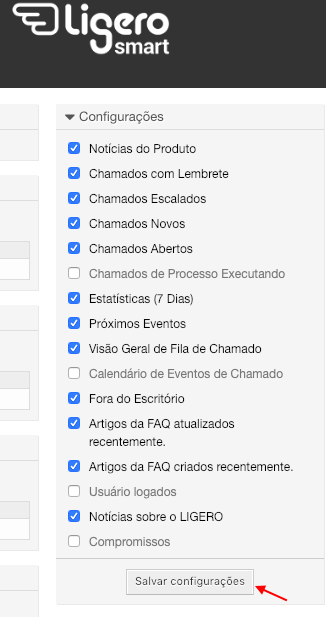 Ligero
smart
Configurações
Notícias do Produto
Chamados com Lembrete
Chamados Escalados
Chamados Novos
Chamados Abertos
Chamados de Processo Executando
Estatísticas (7 Dias)
Próximos Eventos
Visão Geral de Fila de Chamado
Calendário de Eventos de Chamado
Fora do Escritório
Artigos da FAQ atualizados
recentemente.
Artigos da FAQ criados recentemente.
Usuário logados
Notícias sobre o LIGERO
Compromissos
Salvar configurações